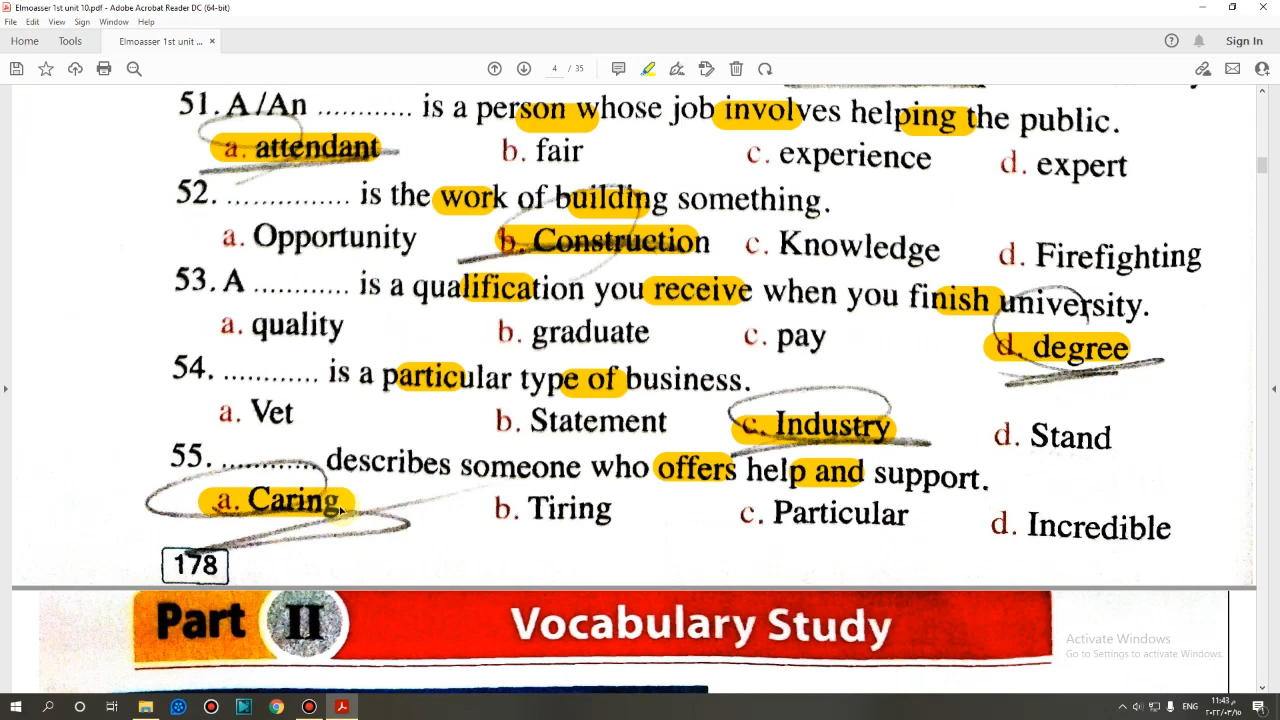 Elmoasser 1st unit 10.pdf - Adobe Acrobat Reader DC (64-bit)
File Edit View Sign Window Help
Home Tools Elmoasser 1st unit ... × Sign In
4 / 35
51. A /An ............ is a person whose job involves helping the public.
a. attendant b. fair c. experience d. expert
52. .............. is the work of building something.
a. Opportunity b. Construction c. Knowledge d. Firefighting
53. A ............ is a qualification you receive when you finish university.
a. quality b. graduate c. pay d. degree
54. ............ is a particular type of business.
a. Vet b. Statement c. Industry d. Stand
55. ............. describes someone who offers help and support.
a. Caring b. Tiring c. Particular d. Incredible
178
Part II Vocabulary Study
Activate Windows
Go to Settings to activate Windows.
ENG